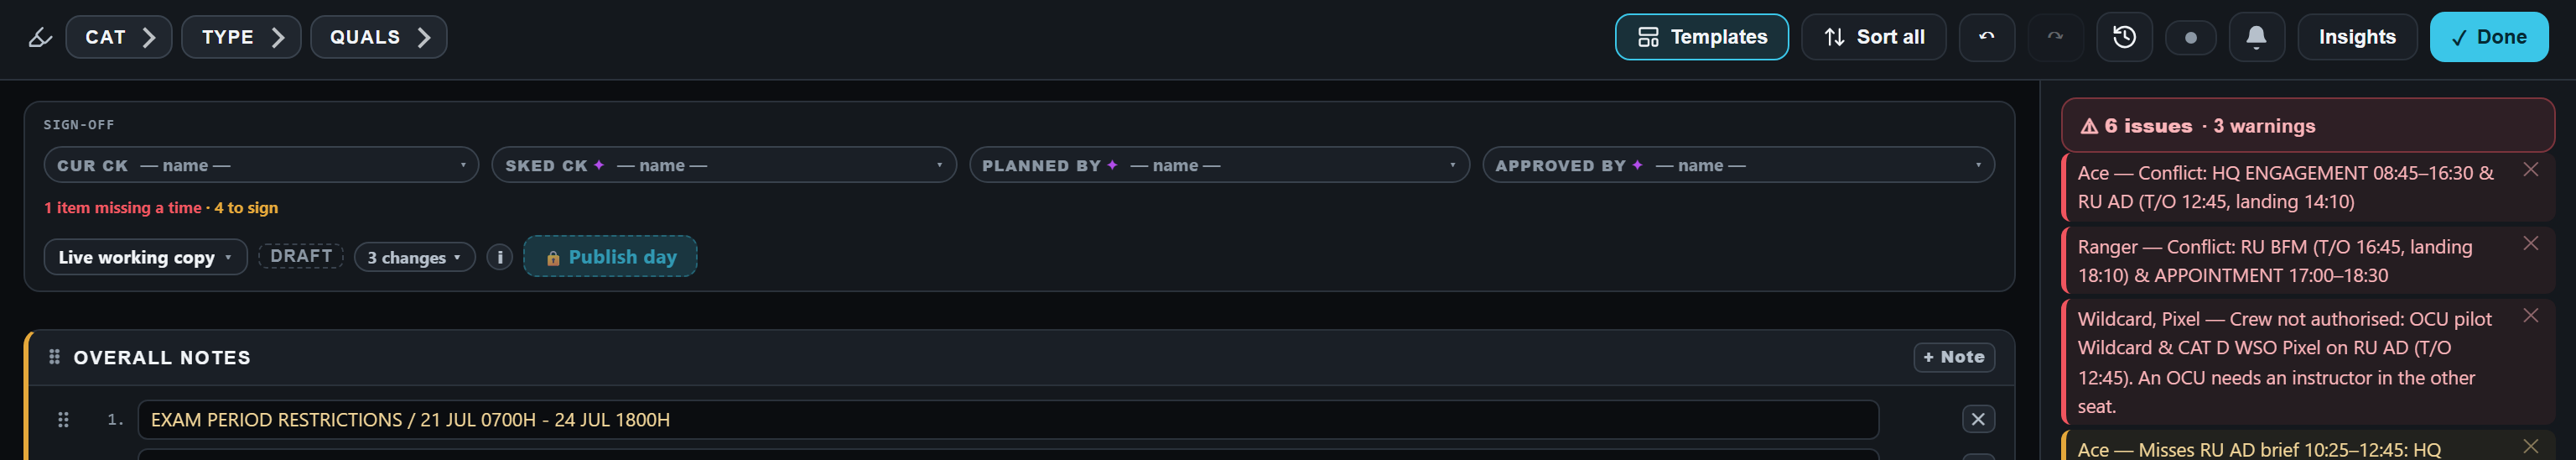 CAT TYPE QUALS Templates Sort all Insights ✓ Done
SIGN-OFF
CUR CK — name — SKED CK ✦ — name — PLANNED BY ✦ — name — APPROVED BY ✦ — name —
1 item missing a time · 4 to sign
Live working copy DRAFT 3 changes i Publish day
OVERALL NOTES + Note
1. EXAM PERIOD RESTRICTIONS / 21 JUL 0700H - 24 JUL 1800H
⚠ 6 issues · 3 warnings
Ace — Conflict: HQ ENGAGEMENT 08:45–16:30 &
RU AD (T/O 12:45, landing 14:10)
Ranger — Conflict: RU BFM (T/O 16:45, landing
18:10) & APPOINTMENT 17:00–18:30
Wildcard, Pixel — Crew not authorised: OCU pilot
Wildcard & CAT D WSO Pixel on RU AD (T/O
12:45). An OCU needs an instructor in the other
seat.
Ace — Misses RU AD brief 10:25–12:45: HQ